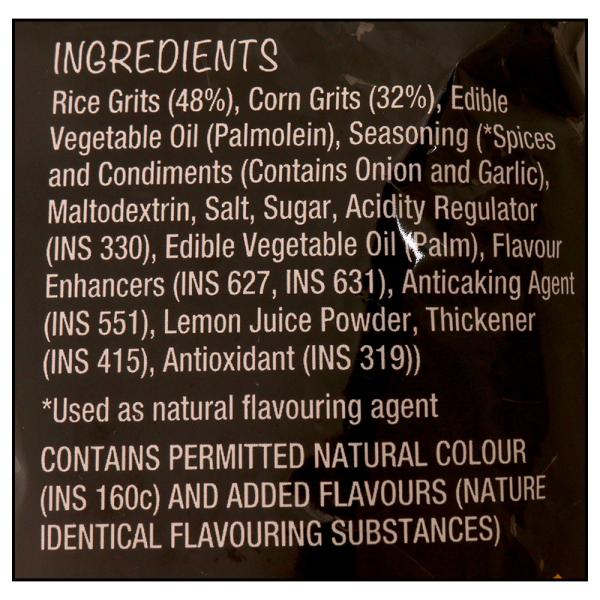 INGREDIENTS
Rice Grits (48%), Corn Grits (32%), Edible
Vegetable Oil (Palmolein), Seasoning (*Spices
and Condiments (Contains Onion and Garlic),
Maltodextrin, Salt, Sugar, Acidity Regulator
(INS 330), Edible Vegetable Oil (Palm), Flavour
Enhancers (INS 627, INS 631), Anticaking Agent
(INS 551), Lemon Juice Powder, Thickener
(INS 415), Antioxidant (INS 319))
*Used as natural flavouring agent
CONTAINS PERMITTED NATURAL COLOUR
(INS 160c) AND ADDED FLAVOURS (NATURE
IDENTICAL FLAVOURING SUBSTANCES)